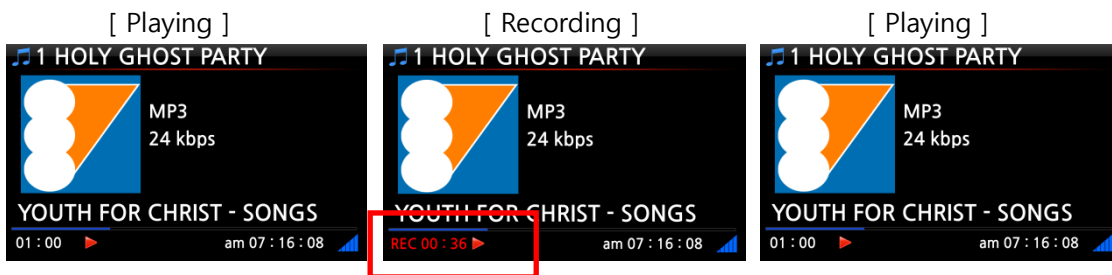 [ Playing ]
1 HOLY GHOST PARTY
MP3
24 kbps
YOUTH FOR CHRIST - SONGS
01 : 00
am 07 : 16 : 08
[ Recording ]
1 HOLY GHOST PARTY
MP3
24 kbps
YOUTH FOR CHRIST - SONGS
REC 00 : 36
am 07 : 16 : 08
[ Playing ]
1 HOLY GHOST PARTY
MP3
24 kbps
YOUTH FOR CHRIST - SONGS
01 : 00
am 07 : 16 : 08